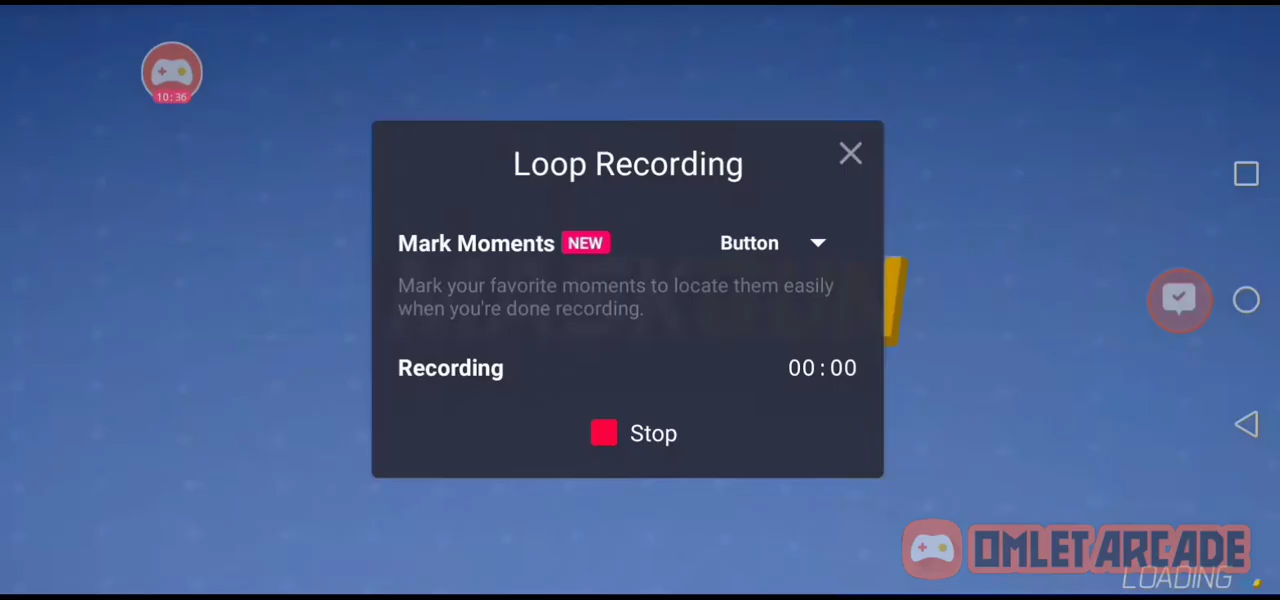 10:36
Loop Recording
Mark Moments NEW Button
Mark your favorite moments to locate them easily
when you're done recording.
Recording 00:00
Stop
OMLET ARCADE
LOADING